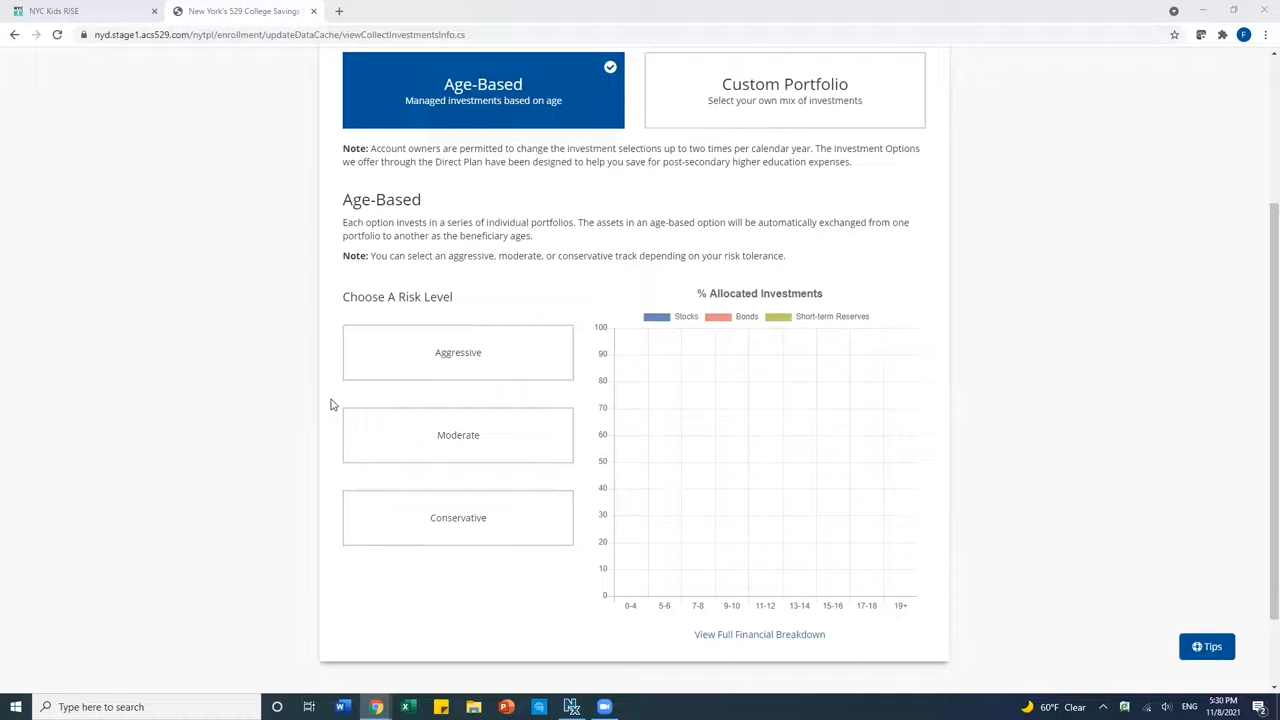 NYC Kids RISE
New York's 529 College Savings
nyd.stage1.acs529.com/nytpl/enrollment/updateDataCache/viewCollectInvestmentsInfo.cs
F
Age-Based
Managed investments based on age
Custom Portfolio
Select your own mix of investments
Note: Account owners are permitted to change the investment selections up to two times per calendar year. The Investment Options
we offer through the Direct Plan have been designed to help you save for post-secondary higher education expenses.
Age-Based
Each option invests in a series of individual portfolios. The assets in an age-based option will be automatically exchanged from one
portfolio to another as the beneficiary ages.
Note: You can select an aggressive, moderate, or conservative track depending on your risk tolerance.
Choose A Risk Level
Aggressive
Moderate
Conservative
% Allocated Investments
Stocks Bonds Short-term Reserves
100
90
80
70
60
50
40
30
20
10
0
0-4 5-6 7-8 9-10 11-12 13-14 15-16 17-18 19+
View Full Financial Breakdown
Tips
Type here to search
60°F Clear
5:30 PM
11/8/2021